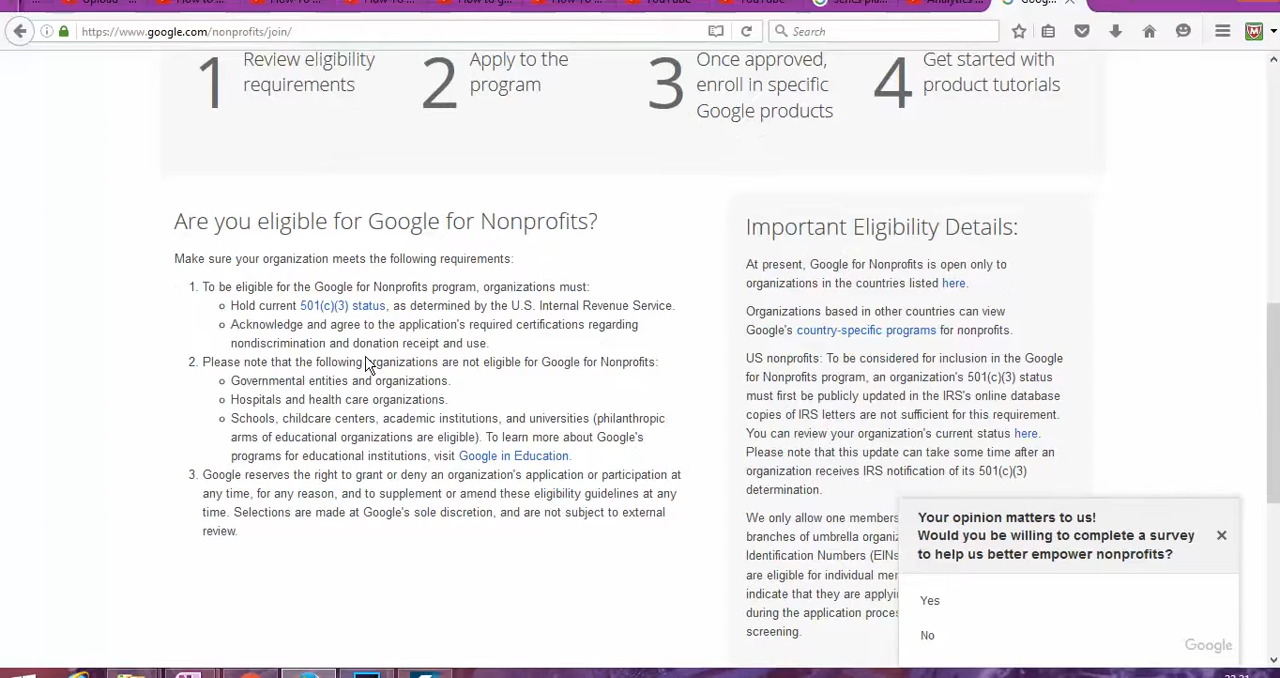 Upload
How to
YouTube
YouTube
Analytics
Goog...
https://www.google.com/nonprofits/join/
Search
1 Review eligibility
requirements
2 Apply to the
program
3 Once approved,
enroll in specific
Google products
4 Get started with
product tutorials
Are you eligible for Google for Nonprofits?
Make sure your organization meets the following requirements:
1. To be eligible for the Google for Nonprofits program, organizations must:
Hold current 501(c)(3) status, as determined by the U.S. Internal Revenue Service.
Acknowledge and agree to the application's required certifications regarding
nondiscrimination and donation receipt and use.
2. Please note that the following organizations are not eligible for Google for Nonprofits:
Governmental entities and organizations.
Hospitals and health care organizations.
Schools, childcare centers, academic institutions, and universities (philanthropic
arms of educational organizations are eligible). To learn more about Google's
programs for educational institutions, visit Google in Education.
3. Google reserves the right to grant or deny an organization's application or participation at
any time, for any reason, and to supplement or amend these eligibility guidelines at any
time. Selections are made at Google's sole discretion, and are not subject to external
review.
Important Eligibility Details:
At present, Google for Nonprofits is open only to
organizations in the countries listed here.
Organizations based in other countries can view
Google's country-specific programs for nonprofits.
US nonprofits: To be considered for inclusion in the Google
for Nonprofits program, an organization's 501(c)(3) status
must first be publicly updated in the IRS's online database
copies of IRS letters are not sufficient for this requirement.
You can review your organization's current status here.
Please note that this update can take some time after an
organization receives IRS notification of its 501(c)(3)
determination.
We only allow one members
branches of umbrella organiz
Identification Numbers (EINs
are eligible for individual mer
indicate that they are applyin
during the application proces
screening.
Your opinion matters to us!
Would you be willing to complete a survey
to help us better empower nonprofits?
Yes
No
Google